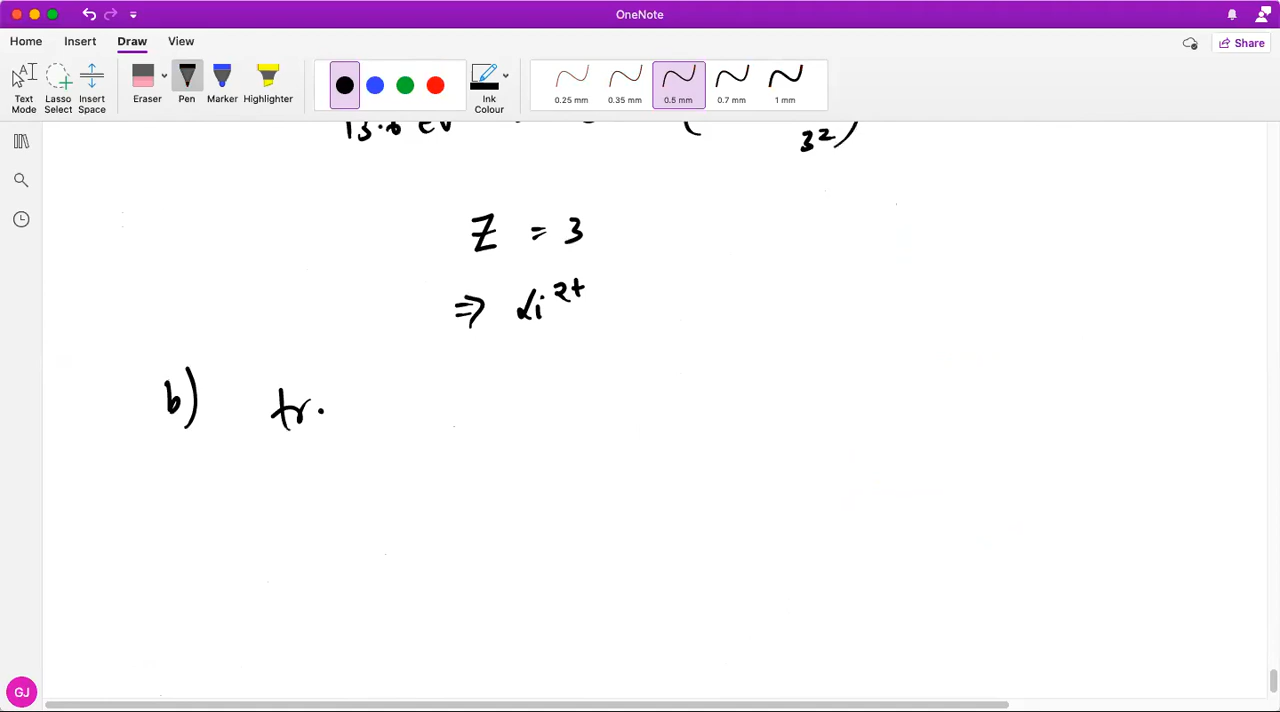 OneNote
Home Insert Draw View
Share
Text Mode
Lasso Select
Insert Space
Eraser
Pen
Marker
Highlighter
Ink Colour
0.25 mm
0.35 mm
0.5 mm
0.7 mm
1 mm
13.6 eV ( 3²)
Z = 3
⇒ Li²⁺
b) tr.
GJ